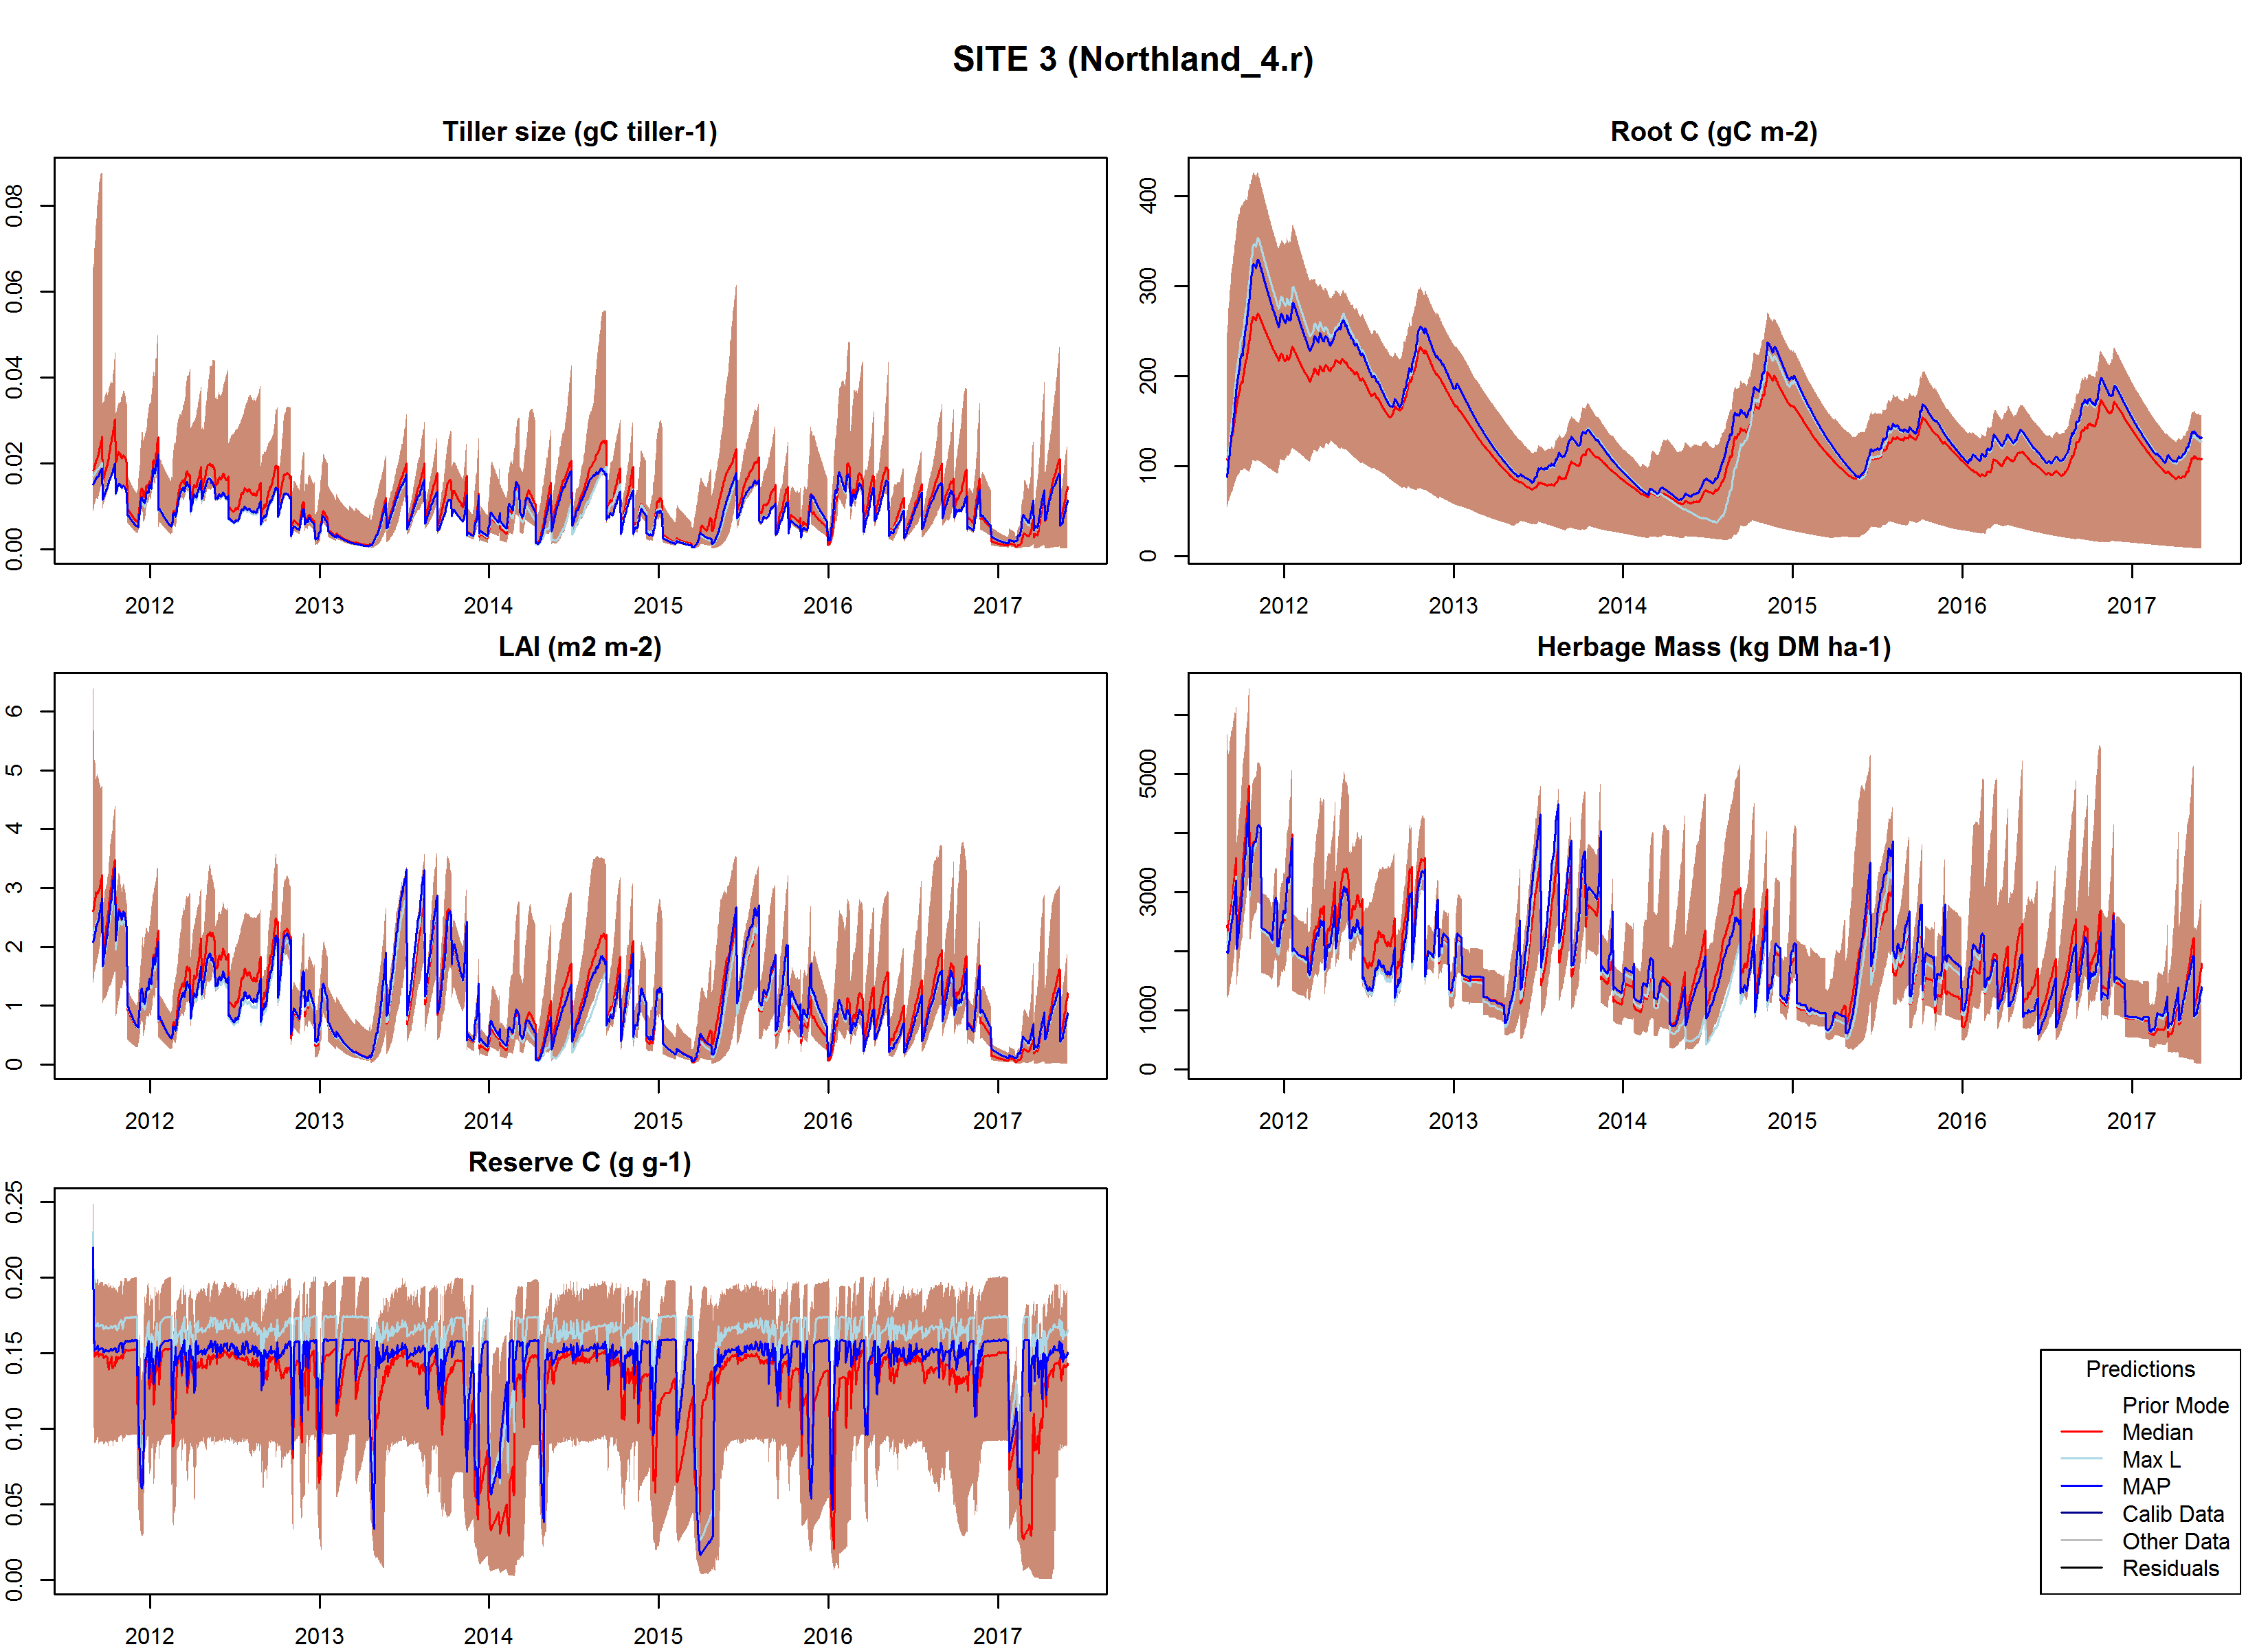 SITE 3 (Northland_4.r)
Tiller size (gC tiller-1)
0.00 0.02 0.04 0.06 0.08
2012 2013 2014 2015 2016 2017
Root C (gC m-2)
0 100 200 300 400
2012 2013 2014 2015 2016 2017
LAI (m2 m-2)
0 1 2 3 4 5 6
2012 2013 2014 2015 2016 2017
Herbage Mass (kg DM ha-1)
0 1000 3000 5000
2012 2013 2014 2015 2016 2017
Reserve C (g g-1)
0.00 0.05 0.10 0.15 0.20 0.25
2012 2013 2014 2015 2016 2017
Predictions
Prior Mode
Median
Max L
MAP
Calib Data
Other Data
Residuals